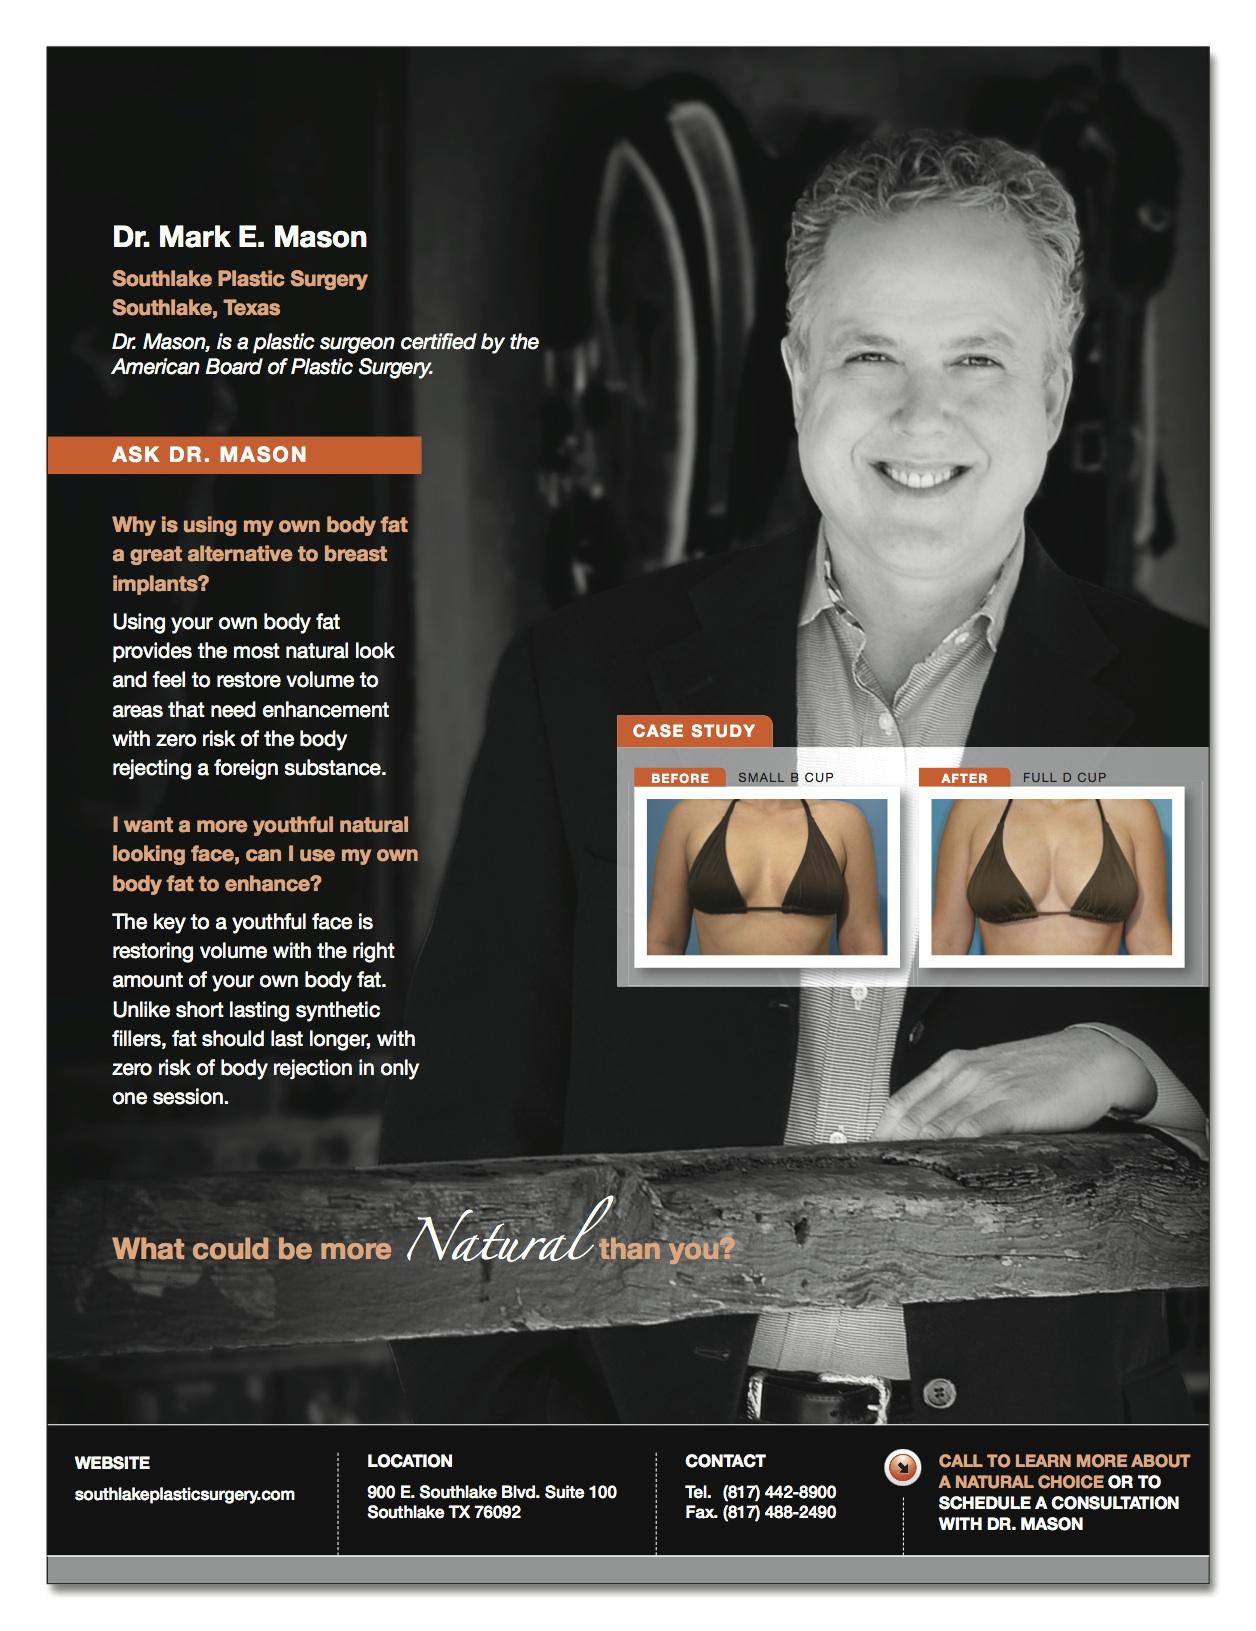 Dr. Mark E. Mason
Southlake Plastic Surgery
Southlake, Texas
Dr. Mason, is a plastic surgeon certified by the
American Board of Plastic Surgery.
ASK DR. MASON
Why is using my own body fat
a great alternative to breast
implants?
Using your own body fat
provides the most natural look
and feel to restore volume to
areas that need enhancement
with zero risk of the body
rejecting a foreign substance.
I want a more youthful natural
looking face, can I use my own
body fat to enhance?
The key to a youthful face is
restoring volume with the right
amount of your own body fat.
Unlike short lasting synthetic
fillers, fat should last longer, with
zero risk of body rejection in only
one session.
CASE STUDY
BEFORE SMALL B CUP
AFTER FULL D CUP
What could be more Natural than you?
WEBSITE
southlakeplasticsurgery.com
LOCATION
900 E. Southlake Blvd. Suite 100
Southlake TX 76092
CONTACT
Tel. (817) 442-8900
Fax. (817) 488-2490
CALL TO LEARN MORE ABOUT
A NATURAL CHOICE OR TO
SCHEDULE A CONSULTATION
WITH DR. MASON